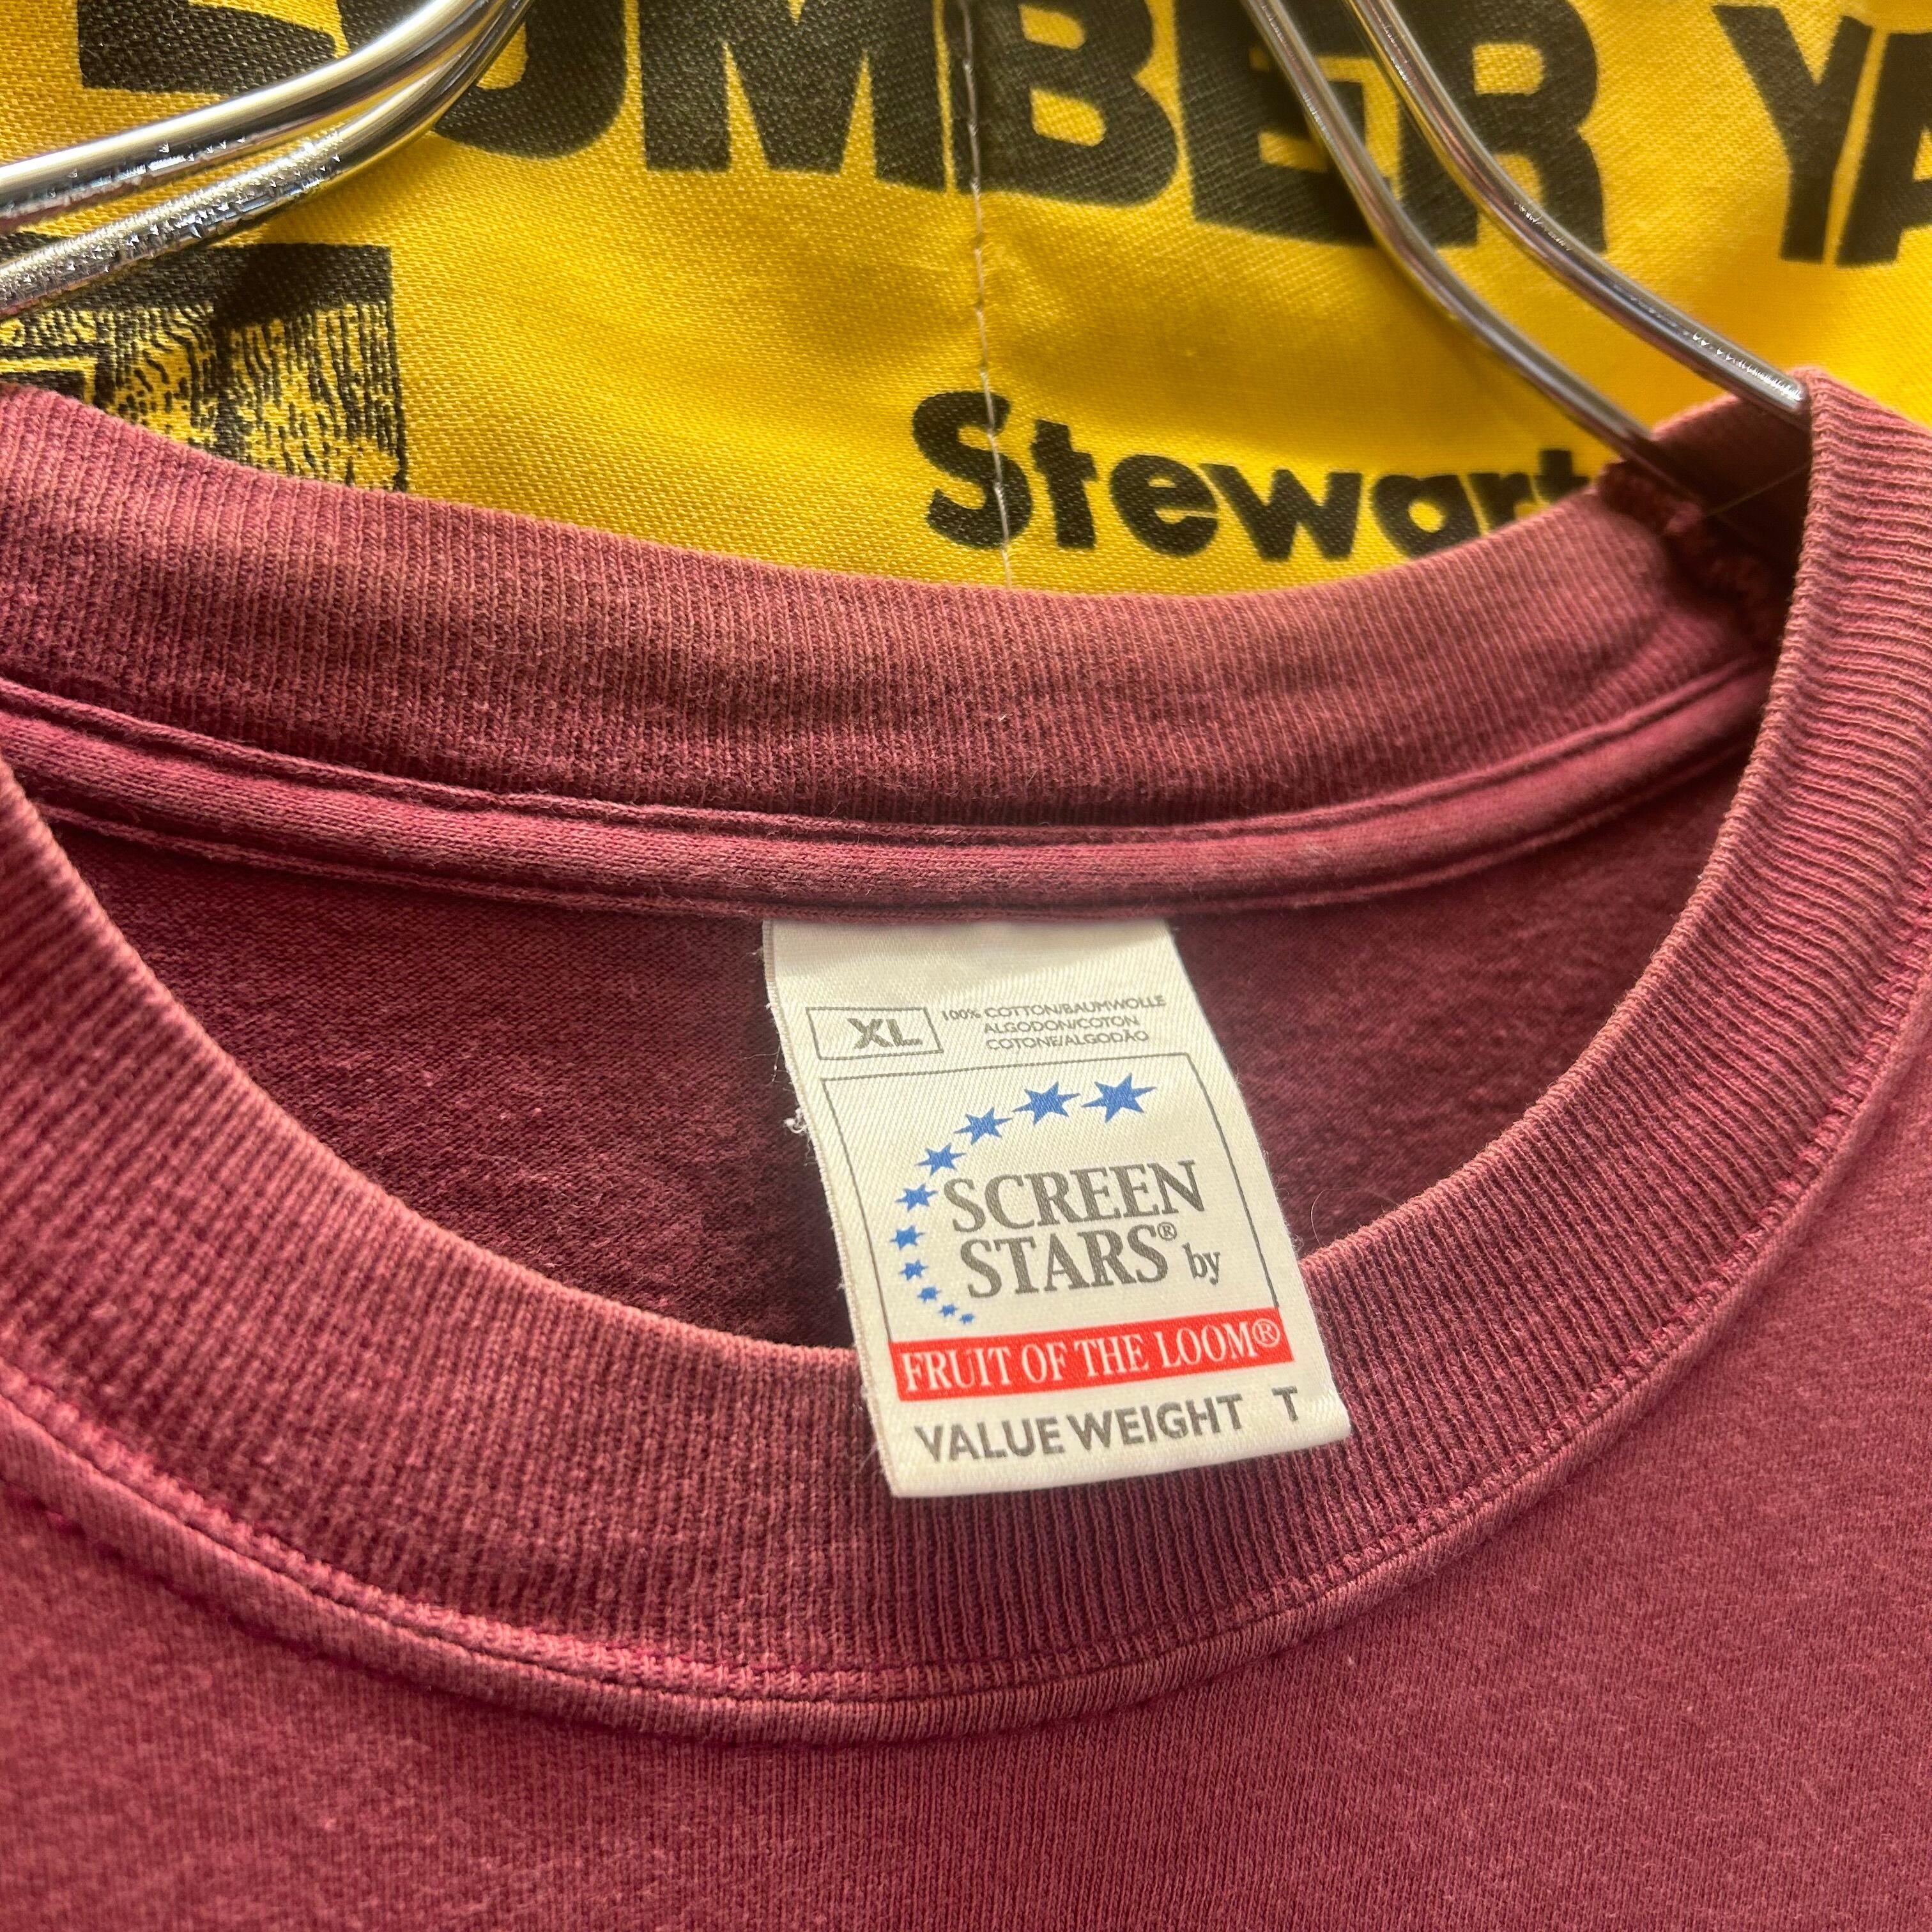 UMBER YA
Stewart
XL
100% COTTON/BAUMWOLLE
ALGODON/COTON
COTONE/ALGODÃO
SCREEN
STARS® by
FRUIT OF THE LOOM®
VALUE WEIGHT T